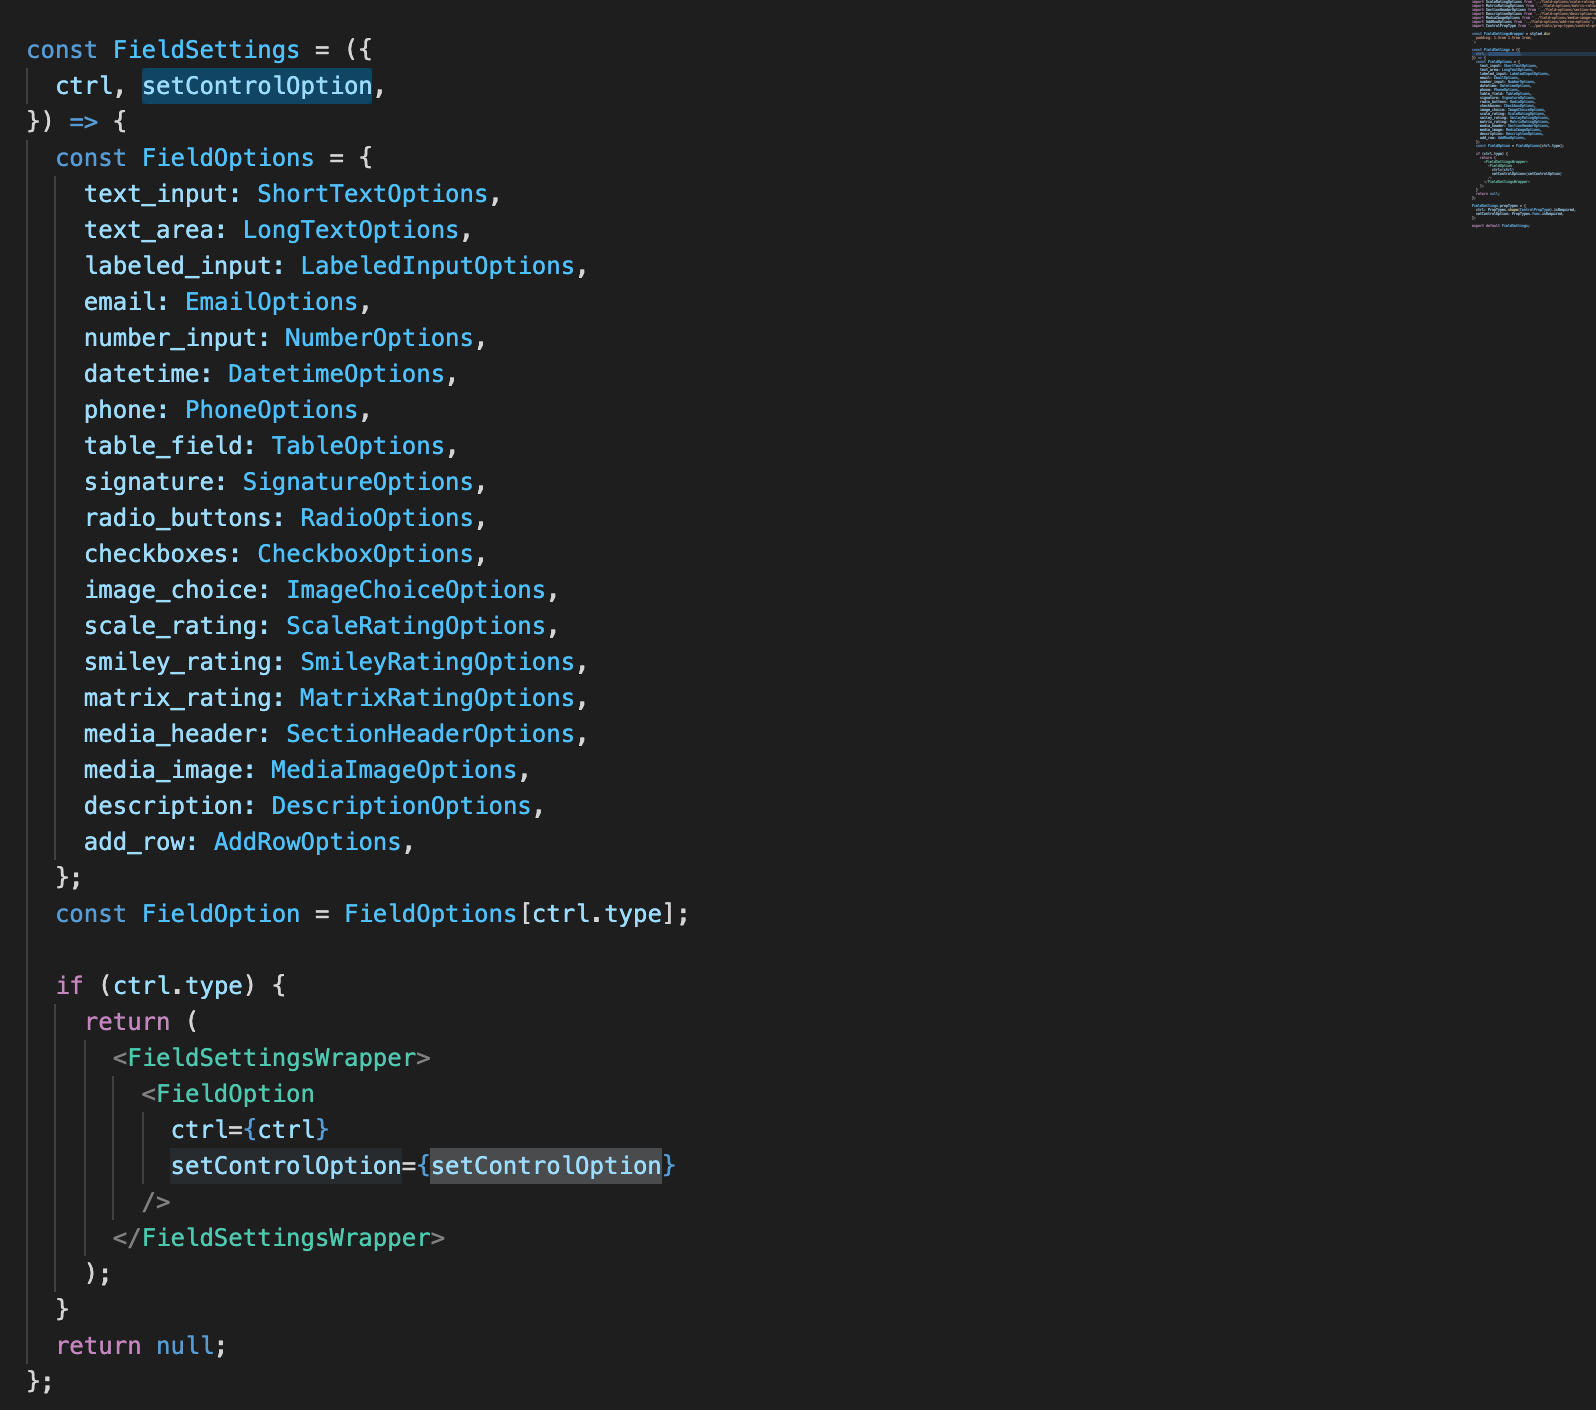 const FieldSettings = ({
  ctrl, setControlOption,
}) => {
  const FieldOptions = {
    text_input: ShortTextOptions,
    text_area: LongTextOptions,
    labeled_input: LabeledInputOptions,
    email: EmailOptions,
    number_input: NumberOptions,
    datetime: DatetimeOptions,
    phone: PhoneOptions,
    table_field: TableOptions,
    signature: SignatureOptions,
    radio_buttons: RadioOptions,
    checkboxes: CheckboxOptions,
    image_choice: ImageChoiceOptions,
    scale_rating: ScaleRatingOptions,
    smiley_rating: SmileyRatingOptions,
    matrix_rating: MatrixRatingOptions,
    media_header: SectionHeaderOptions,
    media_image: MediaImageOptions,
    description: DescriptionOptions,
    add_row: AddRowOptions,
  };
  const FieldOption = FieldOptions[ctrl.type];

  if (ctrl.type) {
    return (
      <FieldSettingsWrapper>
        <FieldOption
          ctrl={ctrl}
          setControlOption={setControlOption}
        />
      </FieldSettingsWrapper>
    );
  }
  return null;
};